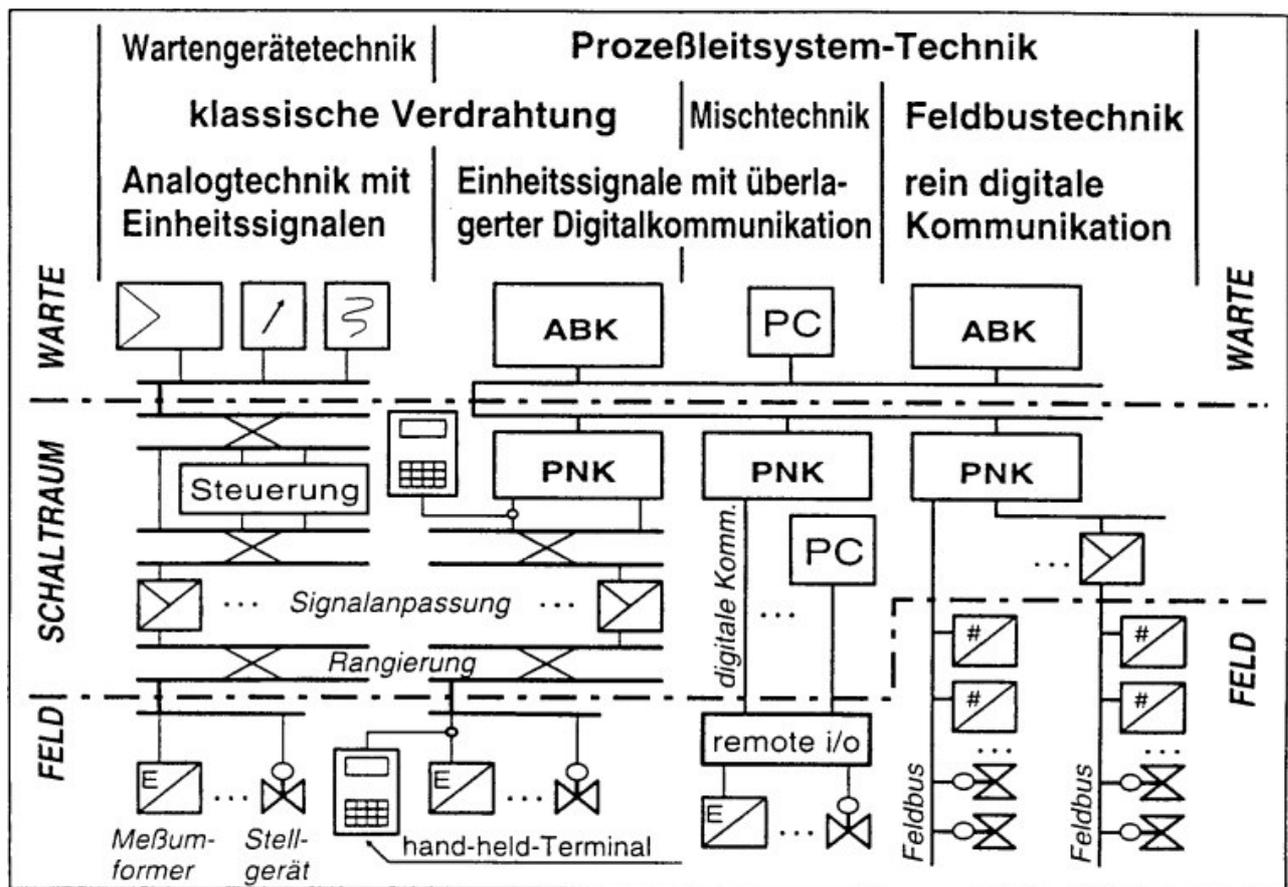 Wartengerätetechnik
Prozeßleitsystem-Technik
klassische Verdrahtung
Mischtechnik
Feldbustechnik
Analogtechnik mit
Einheitssignalen
Einheitssignale mit überla-
gerter Digitalkommunikation
rein digitale
Kommunikation
WARTE
ABK
PC
ABK
WARTE
SCHALTRAUM
Steuerung
PNK
PNK
PNK
digitale Komm.
PC
...
...
Signalanpassung
...
...
Rangierung
#
#
#
#
FELD
FELD
remote i/o
...
...
E
...
E
...
E
...
Feldbus
Feldbus
Meßum-
former
Stell-
gerät
hand-held-Terminal